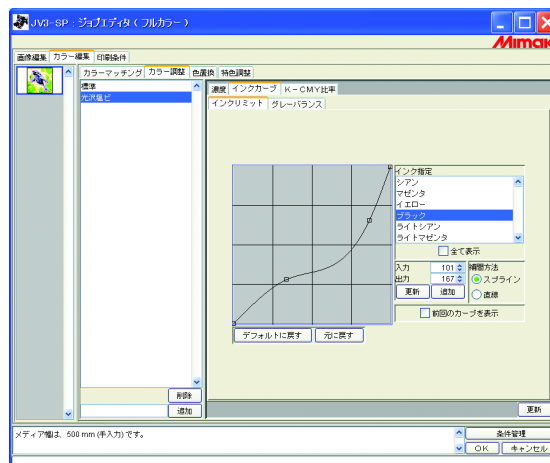 JV3-SP : ジョブエディタ ( フルカラー )
Mimaki
画像編集 カラー編集 印刷条件
カラーマッチング カラー調整 色置換 特色調整
標準
光沢塩ビ
濃度 インクカーブ K-CMY比率
インクリミット グレーバランス
インク指定
シアン
マゼンタ
イエロー
ブラック
ライトシアン
ライトマゼンタ
全て表示
入力 101
出力 167
更新 追加
補間方法
スプライン
直線
前回のカーブを表示
デフォルトに戻す 元に戻す
削除
追加
更新
メディア幅は、500 mm (手入力) です。
条件管理
OK キャンセル